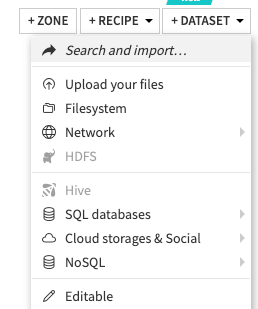 + ZONE
+ RECIPE
+ DATASET
Search and import...
Upload your files
Filesystem
Network
HDFS
Hive
SQL databases
Cloud storages & Social
NoSQL
Editable